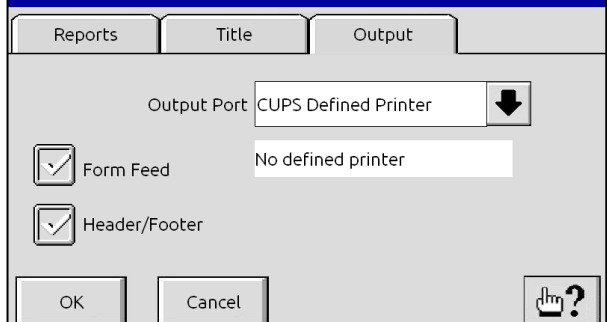 Reports Title Output
Output Port CUPS Defined Printer
Form Feed No defined printer
Header/Footer
OK Cancel ?